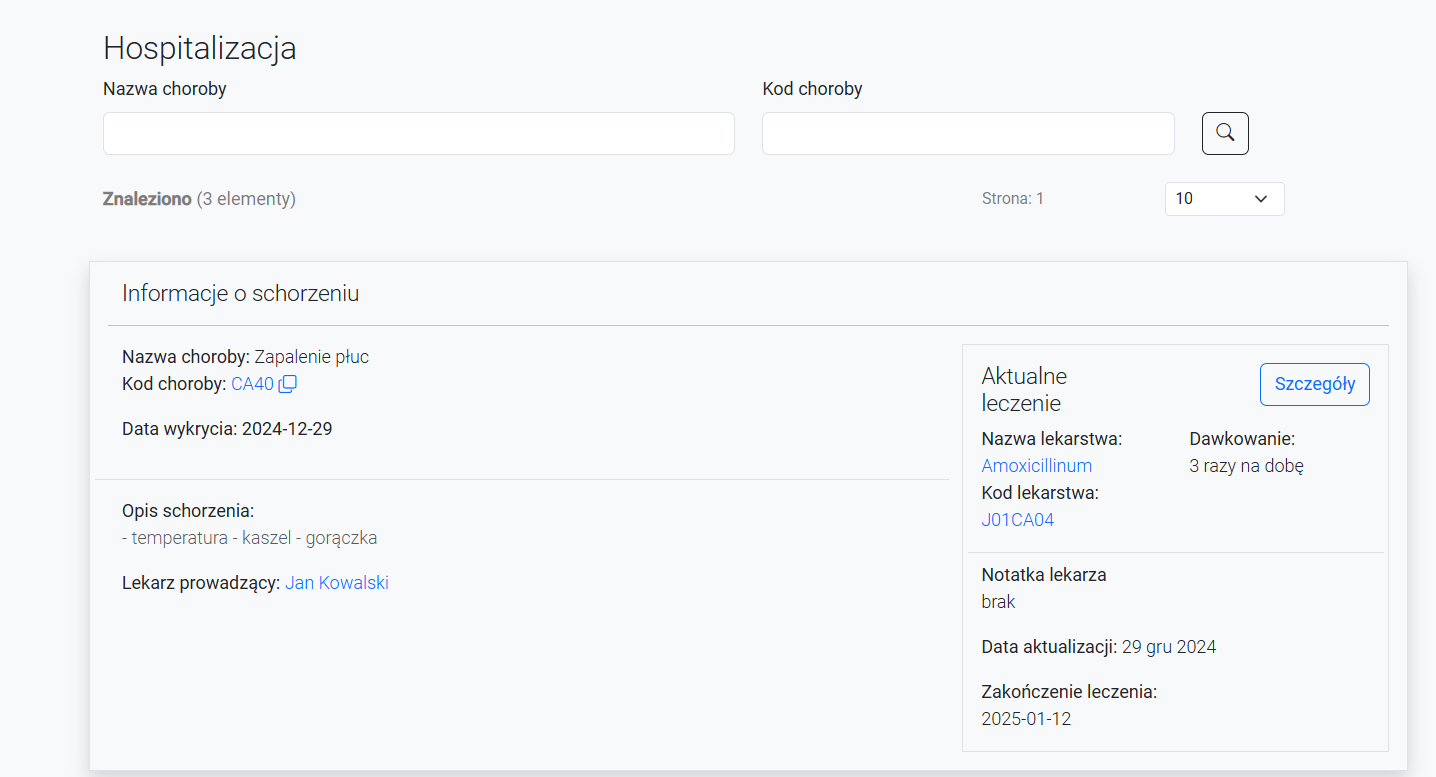 Hospitalizacja
Nazwa choroby
Kod choroby
Znaleziono (3 elementy)
Strona: 1
10
Informacje o schorzeniu
Nazwa choroby: Zapalenie płuc
Kod choroby: CA40
Data wykrycia: 2024-12-29
Opis schorzenia:
- temperatura - kaszel - gorączka
Lekarz prowadzący: Jan Kowalski
Aktualne
leczenie
Szczegóły
Nazwa lekarstwa:
Amoxicillinum
Kod lekarstwa:
J01CA04
Dawkowanie:
3 razy na dobę
Notatka lekarza
brak
Data aktualizacji: 29 gru 2024
Zakończenie leczenia:
2025-01-12